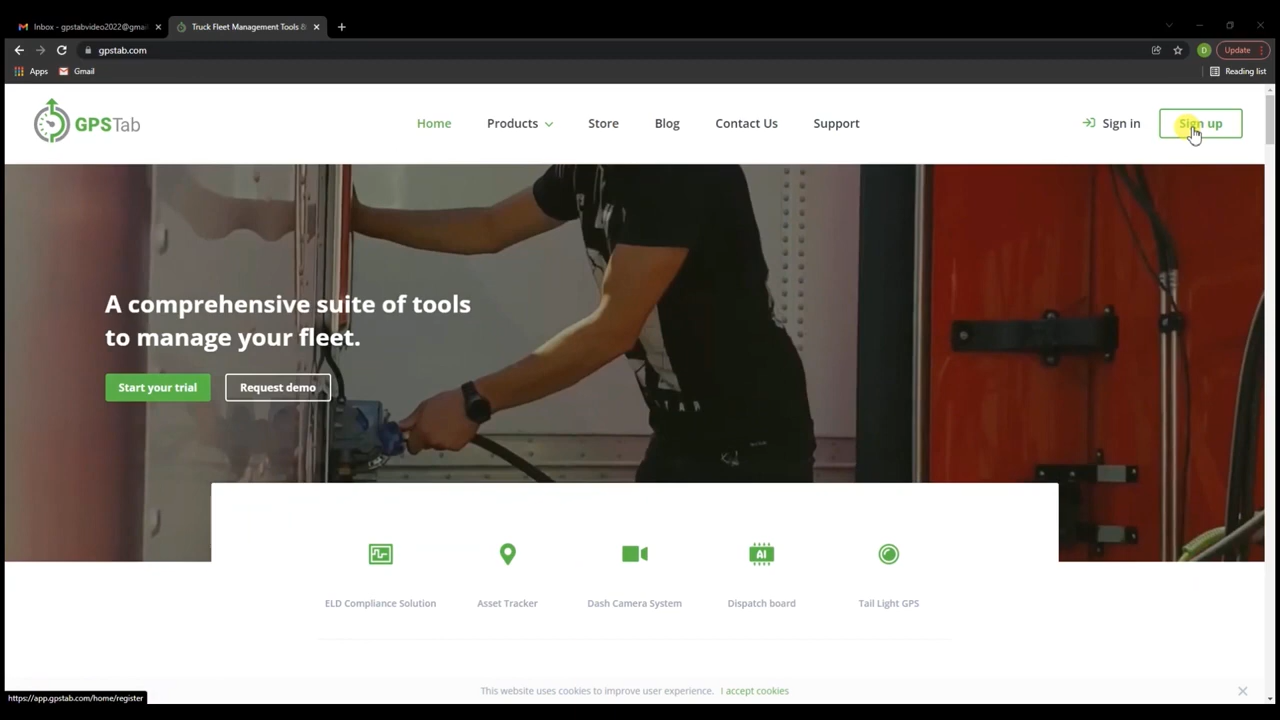 Inbox - gpstabvideo2022@gmai
Truck Fleet Management Tools &
gpstab.com
D
Update
Apps
Gmail
Reading list
GPSTab
Home
Products
Store
Blog
Contact Us
Support
Sign in
Sign up
A comprehensive suite of tools
to manage your fleet.
Start your trial
Request demo
AI
ELD Compliance Solution
Asset Tracker
Dash Camera System
Dispatch board
Tail Light GPS
This website uses cookies to improve user experience.
I accept cookies
https://app.gpstab.com/home/register